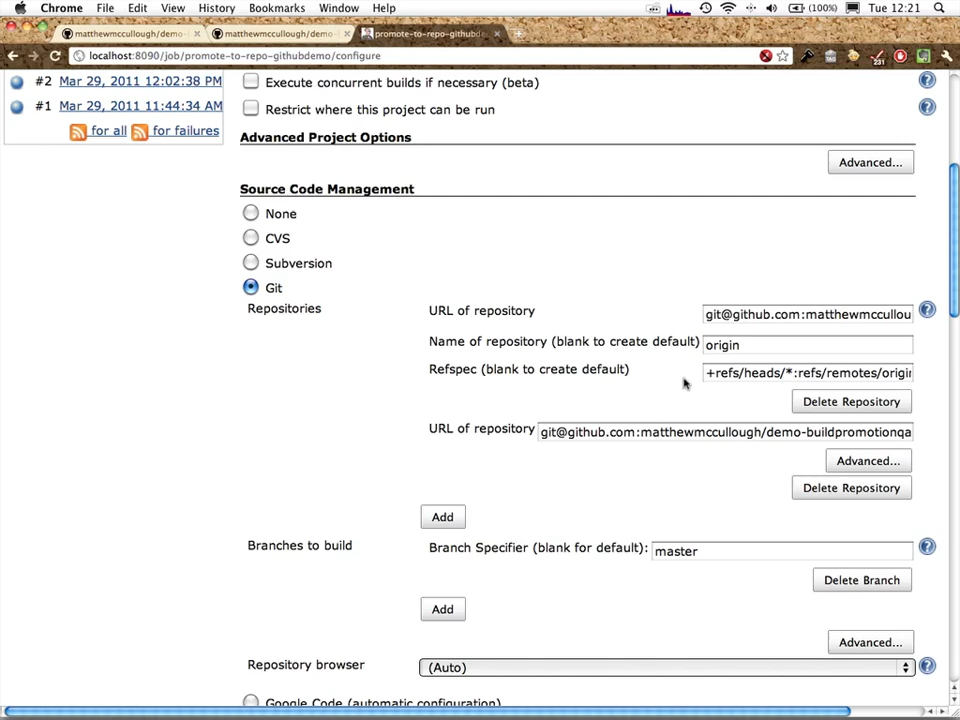 Chrome File Edit View History Bookmarks Window Help (100%) Tue 12:21
matthewmccullough/demo- matthewmccullough/demo- promote-to-repo-githubde
localhost:8090/job/promote-to-repo-githubdemo/configure 231
#2 Mar 29, 2011 12:02:38 PM
#1 Mar 29, 2011 11:44:34 AM
for all for failures
Execute concurrent builds if necessary (beta)
Restrict where this project can be run
Advanced Project Options
Advanced...
Source Code Management
None
CVS
Subversion
Git
Repositories
URL of repository git@github.com:matthewmccullou
Name of repository (blank to create default) origin
Refspec (blank to create default) +refs/heads/*:refs/remotes/origin
Delete Repository
URL of repository git@github.com:matthewmccullough/demo-buildpromotionqa
Advanced...
Delete Repository
Add
Branches to build Branch Specifier (blank for default): master
Delete Branch
Add
Advanced...
Repository browser (Auto)
Google Code (automatic configuration)